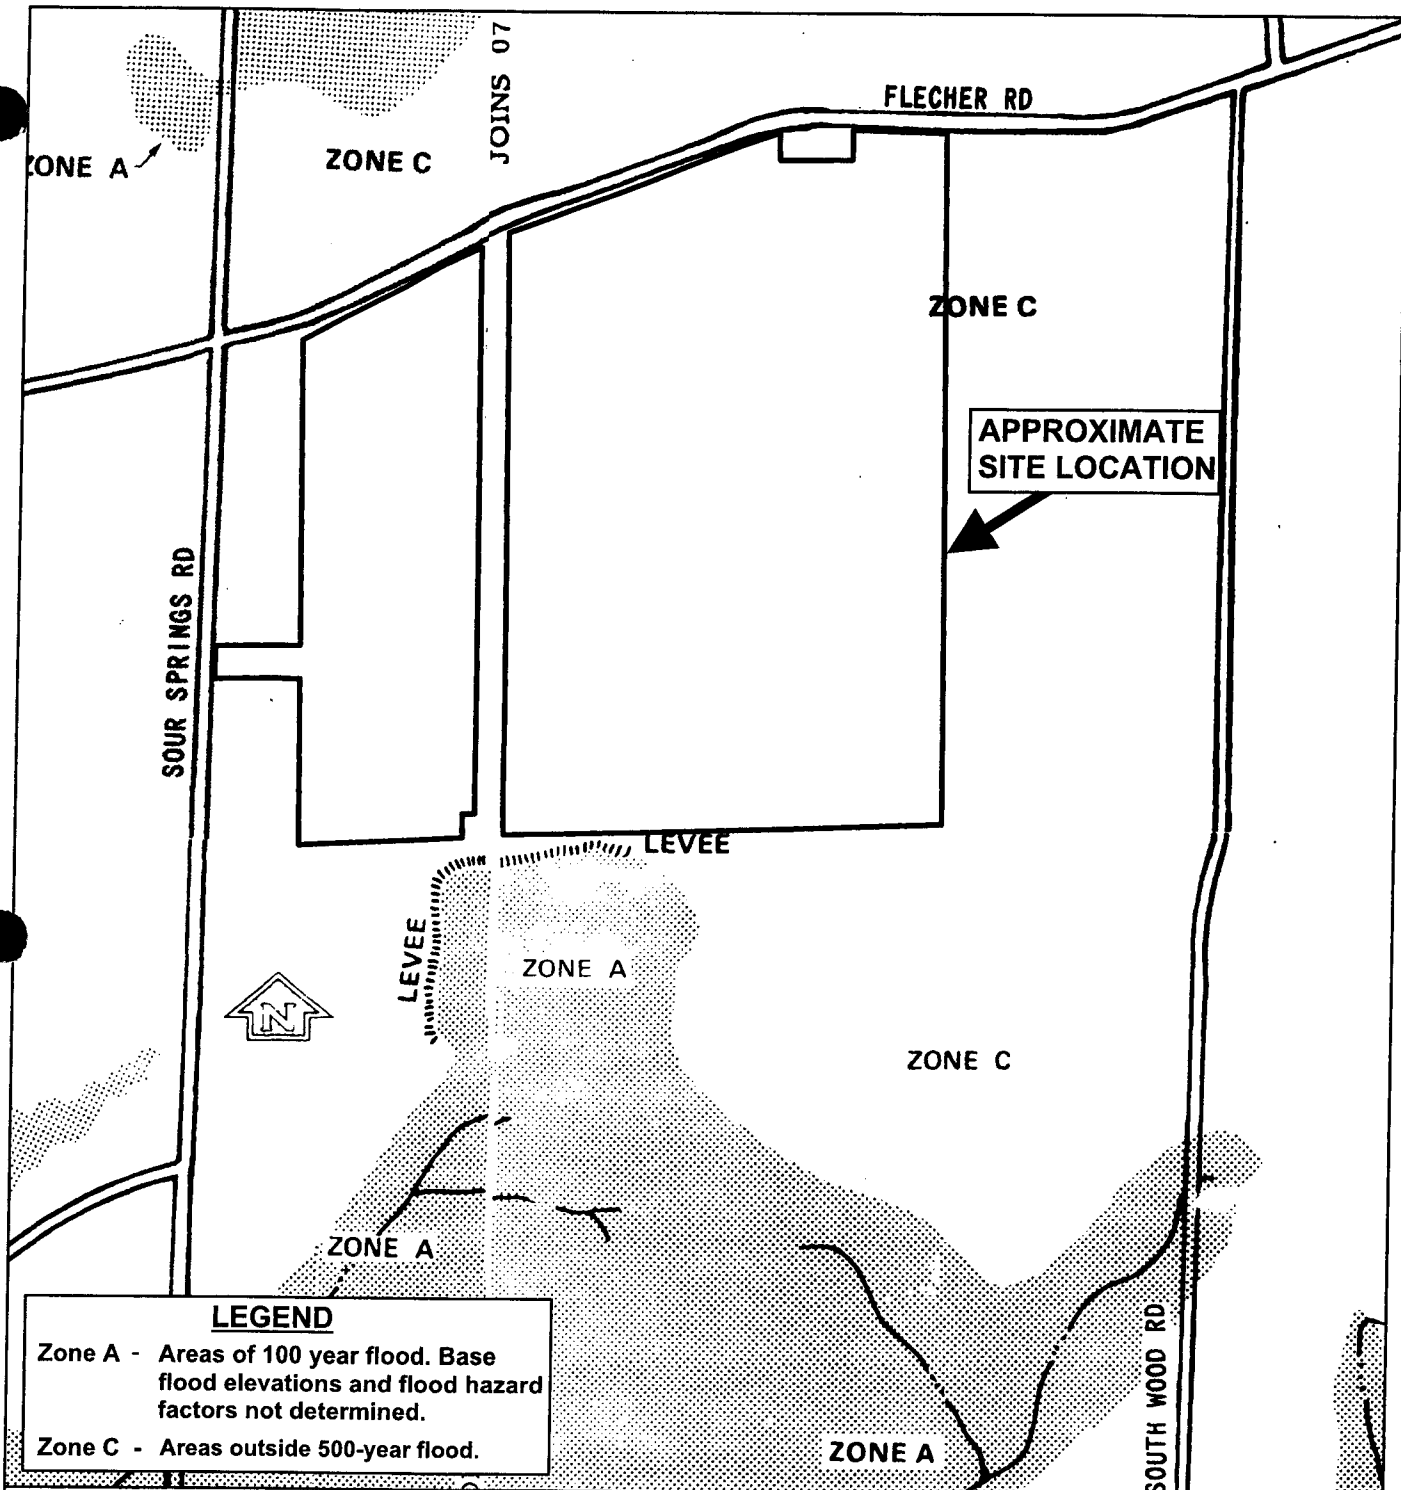 JOINS 07
FLECHER RD
ZONE A
ZONE C
ZONE C
APPROXIMATE
SITE LOCATION
SOUR SPRINGS RD
LEVEE
LEVEE
ZONE A
N
ZONE C
ZONE A
LEGEND
Zone A - Areas of 100 year flood. Base
flood elevations and flood hazard
factors not determined.
Zone C - Areas outside 500-year flood.
ZONE A
SOUTH WOOD RD